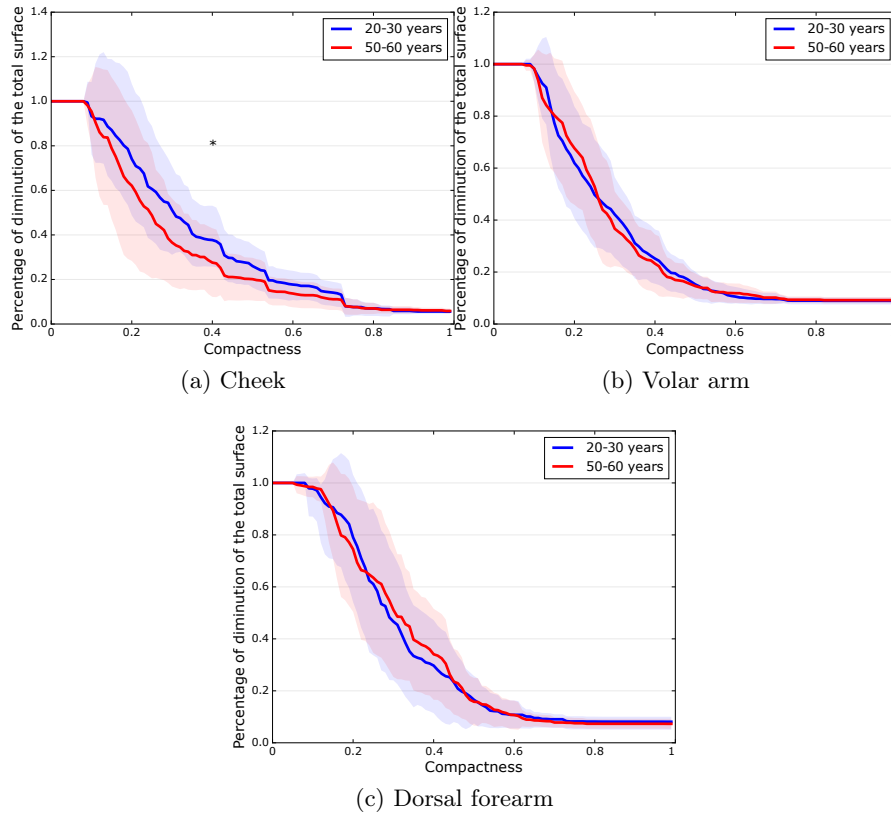 Percentage of diminution of the total surface
1.4
1.2
1.0
0.8
0.6
0.4
0.2
0.0
20-30 years
50-60 years
*
0 0.2 0.4 0.6 0.8 1
Compactness
(a) Cheek
Percentage of diminution of the total surface
1.2
1.0
0.8
0.6
0.4
0.2
0.0
20-30 years
50-60 years
0 0.2 0.4 0.6 0.8
Compactness
(b) Volar arm
Percentage of diminution of the total surface
1.2
1.0
0.8
0.6
0.4
0.2
0.0
20-30 years
50-60 years
0 0.2 0.4 0.6 0.8 1
Compactness
(c) Dorsal forearm